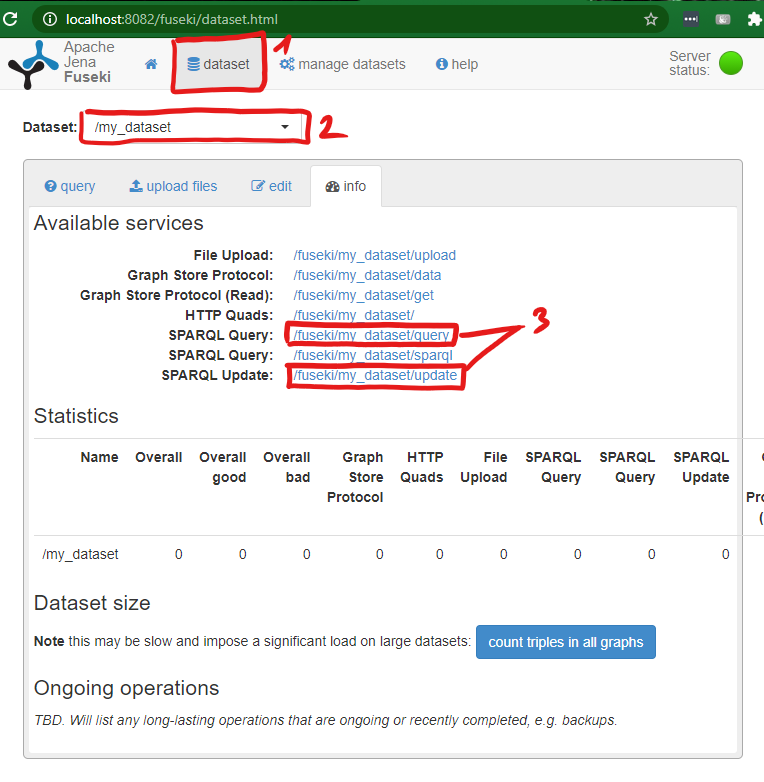 localhost:8082/fuseki/dataset.html
Apache
Jena
Fuseki
dataset
manage datasets
help
Server
status:
1
Dataset: /my_dataset
2
query
upload files
edit
info
Available services
File Upload: /fuseki/my_dataset/upload
Graph Store Protocol: /fuseki/my_dataset/data
Graph Store Protocol (Read): /fuseki/my_dataset/get
HTTP Quads: /fuseki/my_dataset/
SPARQL Query: /fuseki/my_dataset/query
3
SPARQL Query: /fuseki/my_dataset/sparql
SPARQL Update: /fuseki/my_dataset/update
Statistics
Name Overall Overall Overall Graph HTTP File SPARQL SPARQL SPARQL
good bad Store Quads Upload Query Query Update
Protocol
/my_dataset 0 0 0 0 0 0 0 0 0
Dataset size
Note this may be slow and impose a significant load on large datasets: count triples in all graphs
Ongoing operations
TBD. Will list any long-lasting operations that are ongoing or recently completed, e.g. backups.